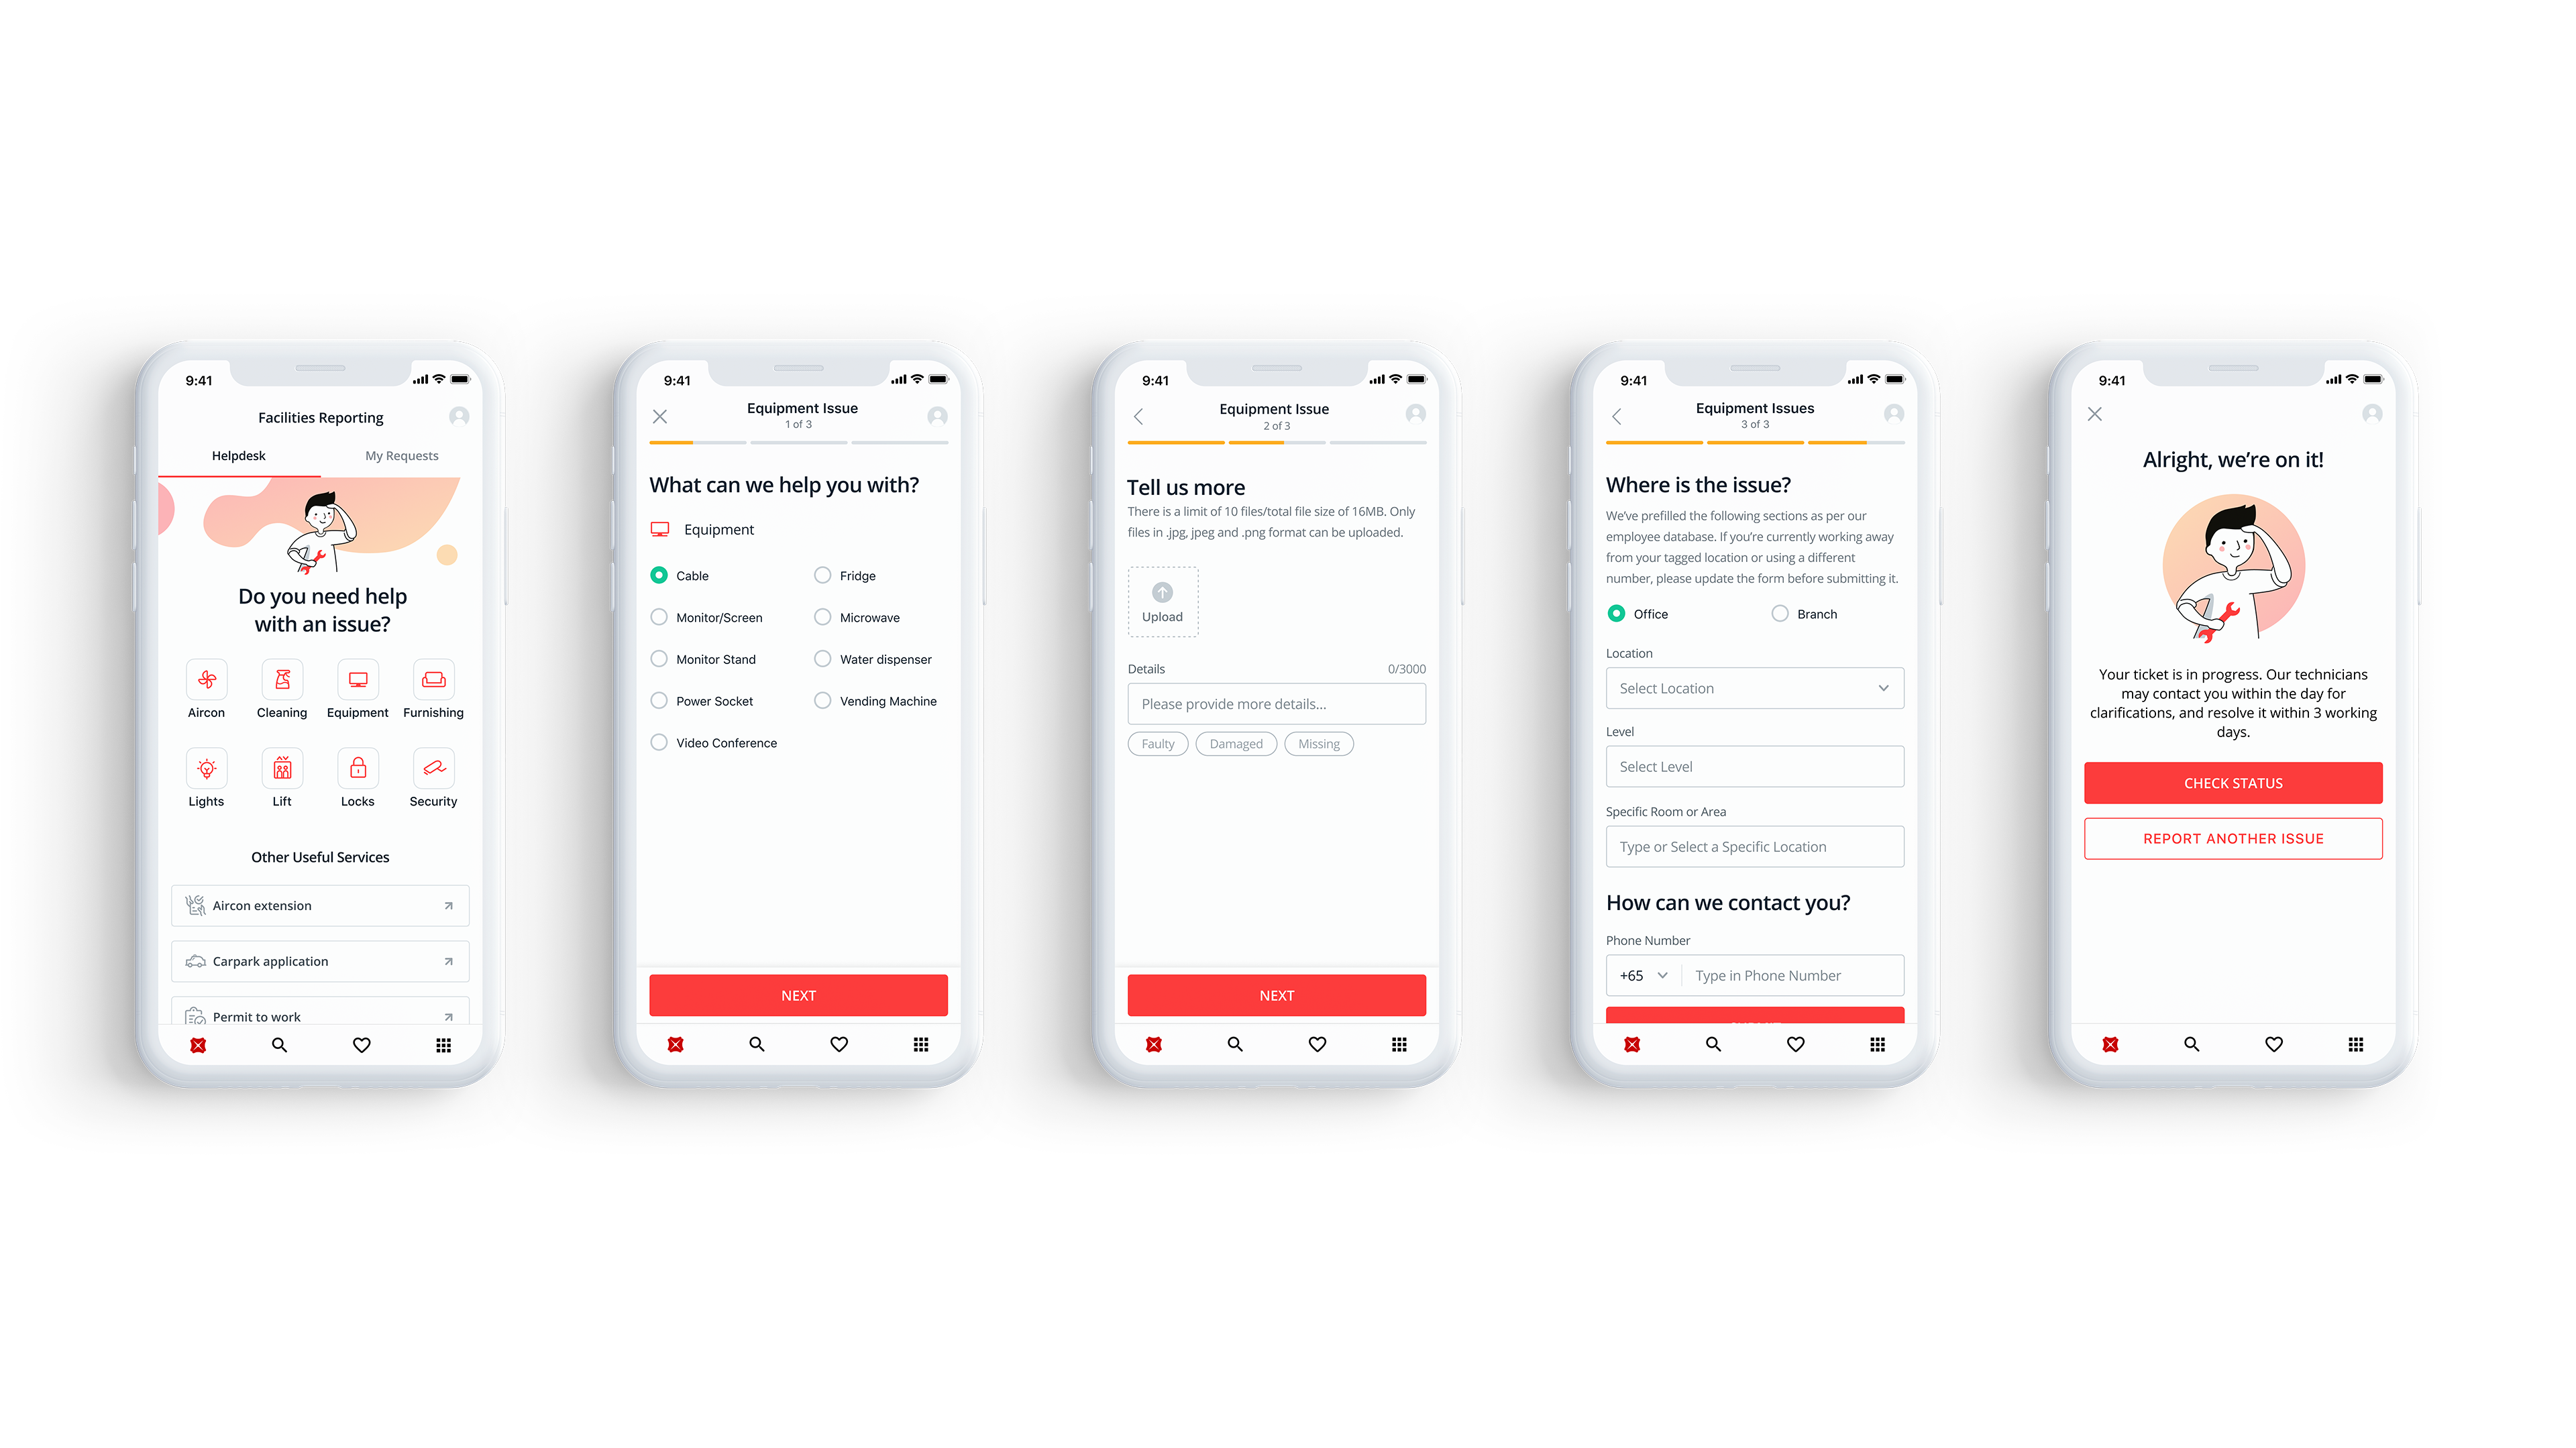 9:41
Facilities Reporting
Helpdesk
My Requests
Do you need help
with an issue?
Aircon
Cleaning
Equipment
Furnishing
Lights
Lift
Locks
Security
Other Useful Services
Aircon extension
Carpark application
Permit to work
9:41
Equipment Issue
1 of 3
What can we help you with?
Equipment
Cable
Fridge
Monitor/Screen
Microwave
Monitor Stand
Water dispenser
Power Socket
Vending Machine
Video Conference
NEXT
9:41
Equipment Issue
2 of 3
Tell us more
There is a limit of 10 files/total file size of 16MB. Only
files in .jpg, jpeg and .png format can be uploaded.
Upload
Details
0/3000
Please provide more details...
Faulty
Damaged
Missing
NEXT
9:41
Equipment Issues
3 of 3
Where is the issue?
We’ve prefilled the following sections as per our
employee database. If you’re currently working away
from your tagged location or using a different
number, please update the form before submitting it.
Office
Branch
Location
Select Location
Level
Select Level
Specific Room or Area
Type or Select a Specific Location
How can we contact you?
Phone Number
+65
Type in Phone Number
9:41
Alright, we’re on it!
Your ticket is in progress. Our technicians
may contact you within the day for
clarifications, and resolve it within 3 working
days.
CHECK STATUS
REPORT ANOTHER ISSUE